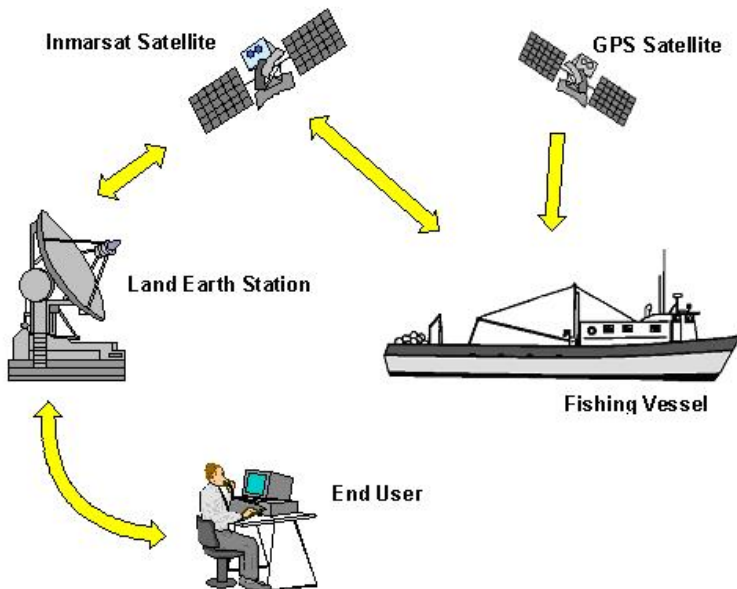 Inmarsat Satellite
GPS Satellite
Land Earth Station
Fishing Vessel
End User